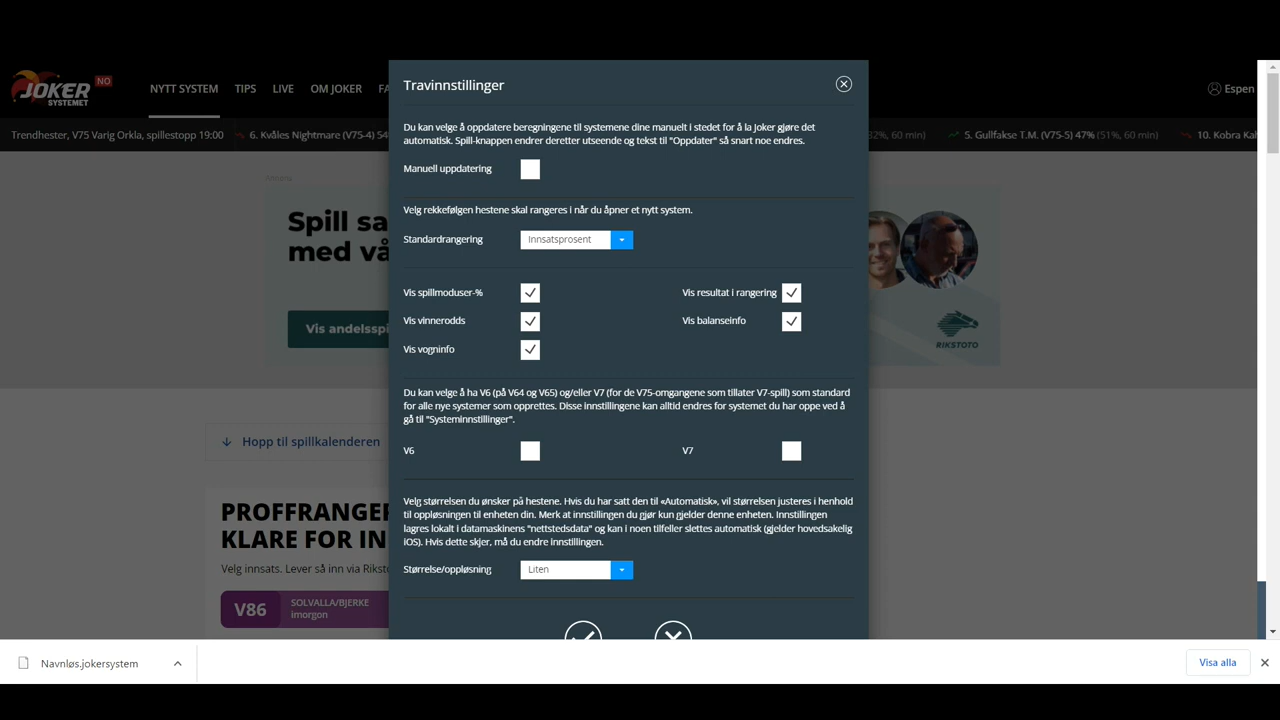 JOKER NO
SYSTEMET
NYTT SYSTEM TIPS LIVE OM JOKER FA
Espen
Trendhester, V75 Varig Orkla, spillestopp 19:00
6. Kvåles Nightmare (V75-4) 54
32%, 60 min)
5. Gullfakse T.M. (V75-5) 47% (51%, 60 min)
10. Kobra Kal
Annons
Spill sa
med vå
Vis andelsspi
RIKSTOTO
Travinnstillinger
Du kan velge å oppdatere beregningene til systemene dine manuelt i stedet for å la Joker gjøre det
automatisk. Spill-knappen endrer deretter utseende og tekst til "Oppdater" så snart noe endres.
Manuell uppdatering
Velg rekkefølgen hestene skal rangeres i når du åpner et nytt system.
Standardrangering Innsatsprosent
Vis spillmoduser-% Vis resultat i rangering
Vis vinnerodds Vis balanseinfo
Vis vogninfo
Du kan velge å ha V6 (på V64 og V65) og/eller V7 (for de V75-omgangene som tillater V7-spill) som standard
for alle nye systemer som opprettes. Disse innstillingene kan alltid endres for systemet du har oppe ved å
gå til "Systeminnstillinger".
V6 V7
Velg størrelsen du ønsker på hestene. Hvis du har satt den til «Automatisk», vil størrelsen justeres i henhold
til oppløsningen til enheten din. Merk at innstillingen du gjør kun gjelder denne enheten. Innstillingen
lagres lokalt i datamaskinens "nettstedsdata" og kan i noen tilfeller slettes automatisk (gjelder hovedsakelig
iOS). Hvis dette skjer, må du endre innstillingen.
Størrelse/oppløsning Liten
Hopp til spillkalenderen
PROFFRANGE
KLARE FOR IN
Velg innsats. Lever så inn via Riksto
V86 SOLVALLA/BJERKE
imorgon
Navnløs.jokersystem
Visa alla